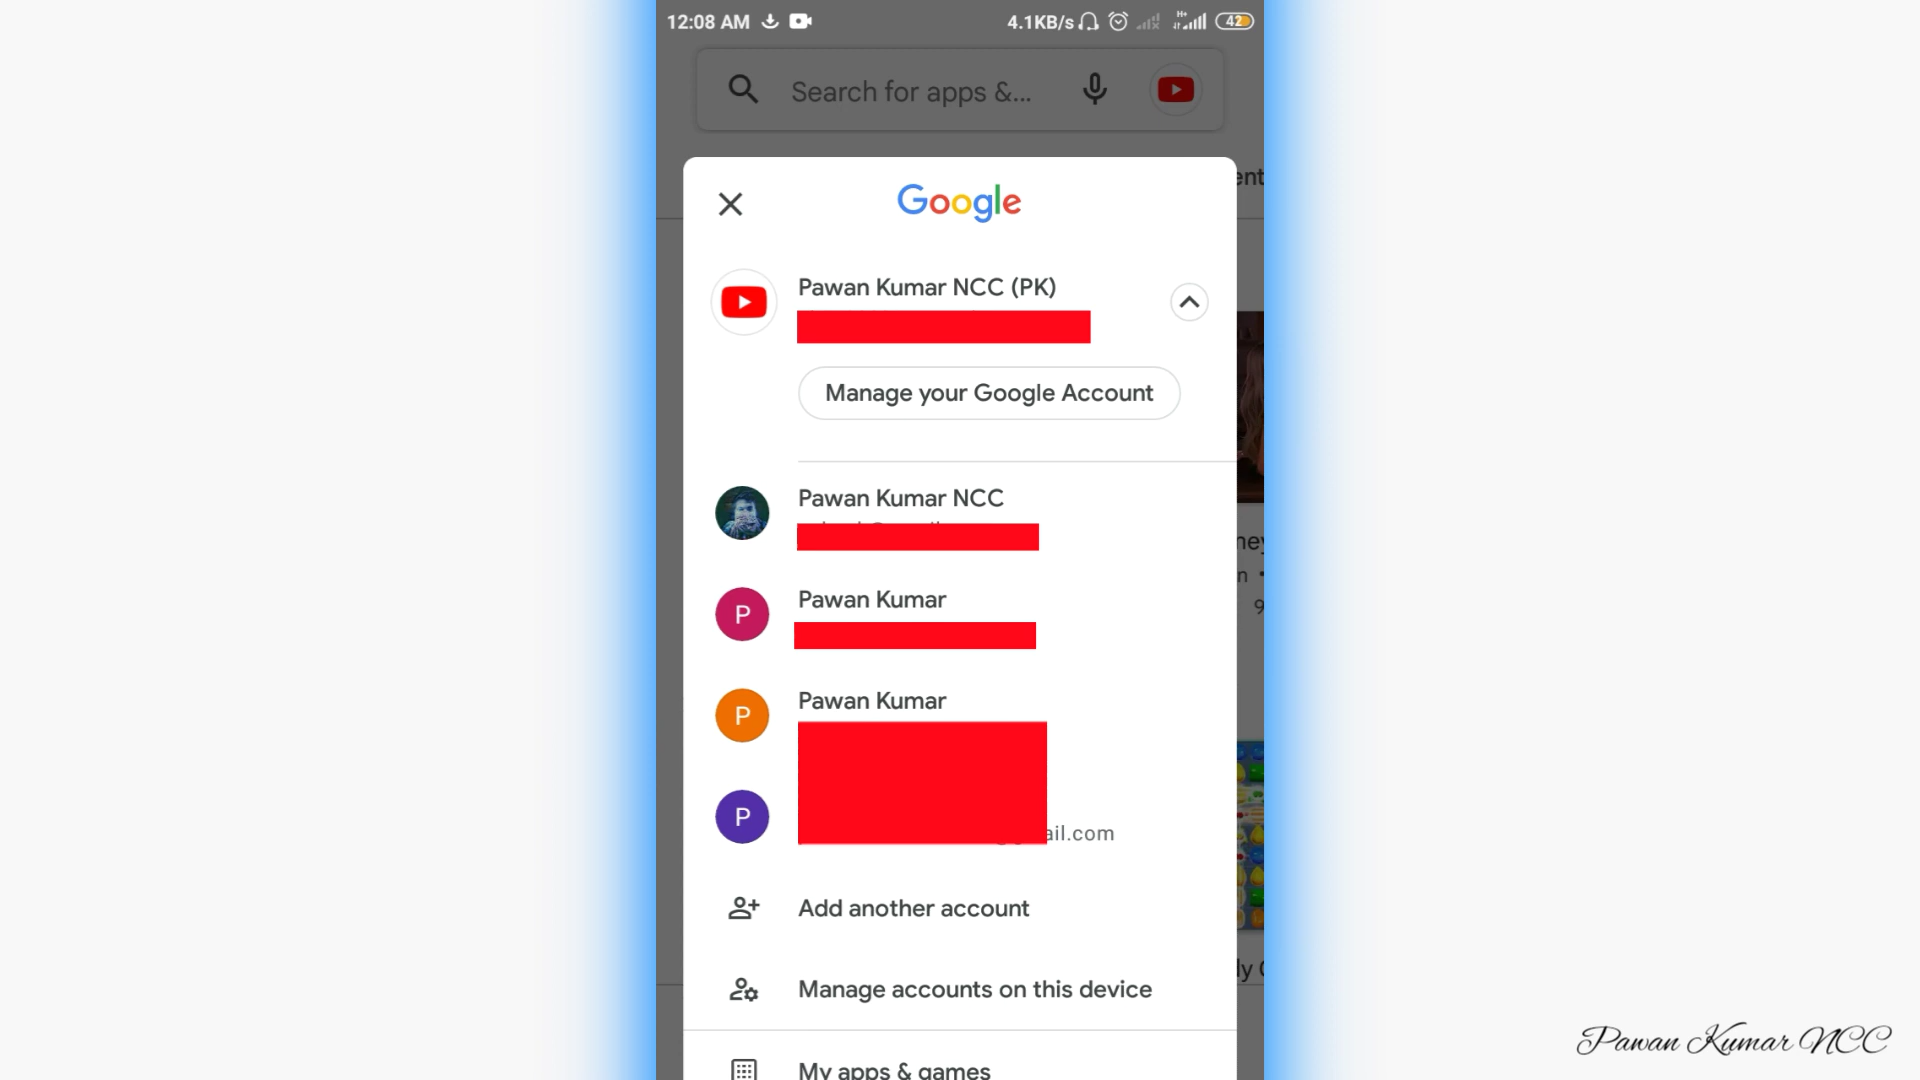 12:08 AM 4.1KB/s H+ 42
Search for apps &...
ent
Google
Pawan Kumar NCC (PK)
Manage your Google Account
Pawan Kumar NCC
P Pawan Kumar
P Pawan Kumar
P
ail.com
Add another account
Manage accounts on this device
My apps & games
Pawan Kumar NCC